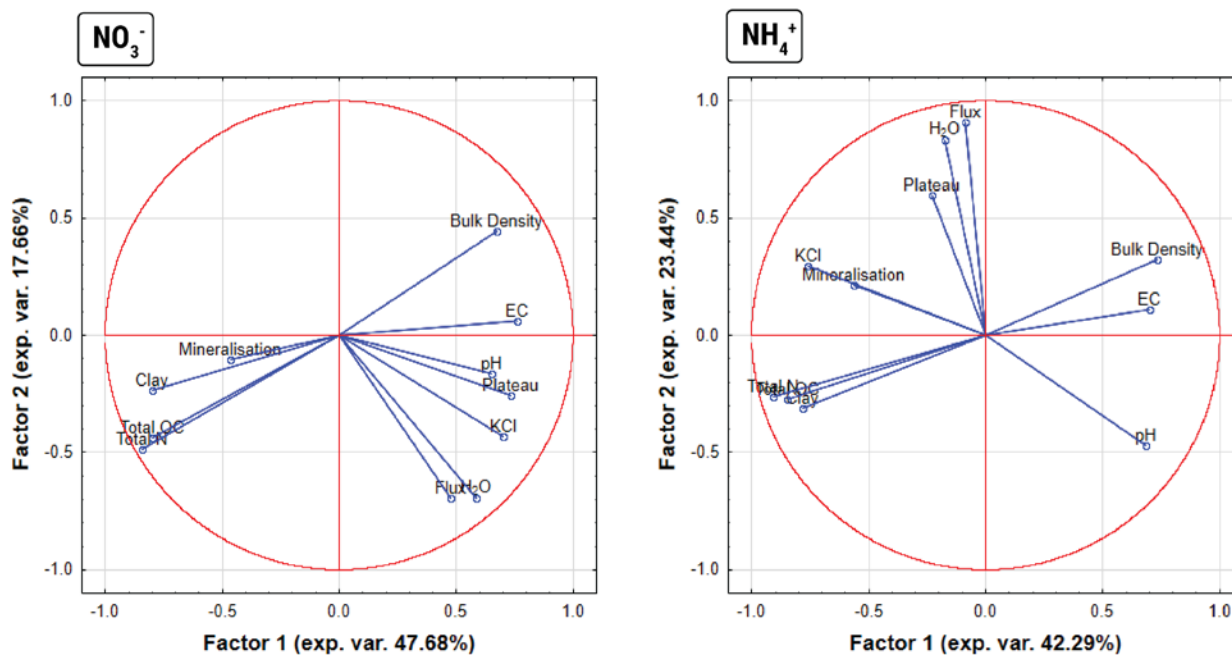 NO₃⁻
1.0
0.5
0.0
-0.5
-1.0
Factor 2 (exp. var. 17.66%)
Bulk Density
EC
Mineralisation
pH
Clay
Plateau
Total OC
KCl
Total N
Flux
H₂O
-1.0 -0.5 0.0 0.5 1.0
Factor 1 (exp. var. 47.68%)
NH₄⁺
1.0
0.5
0.0
-0.5
-1.0
Factor 2 (exp. var. 23.44%)
Flux
H₂O
Plateau
KCl
Bulk Density
Mineralisation
EC
Total N
Total OC
Clay
pH
-1.0 -0.5 0.0 0.5 1.0
Factor 1 (exp. var. 42.29%)